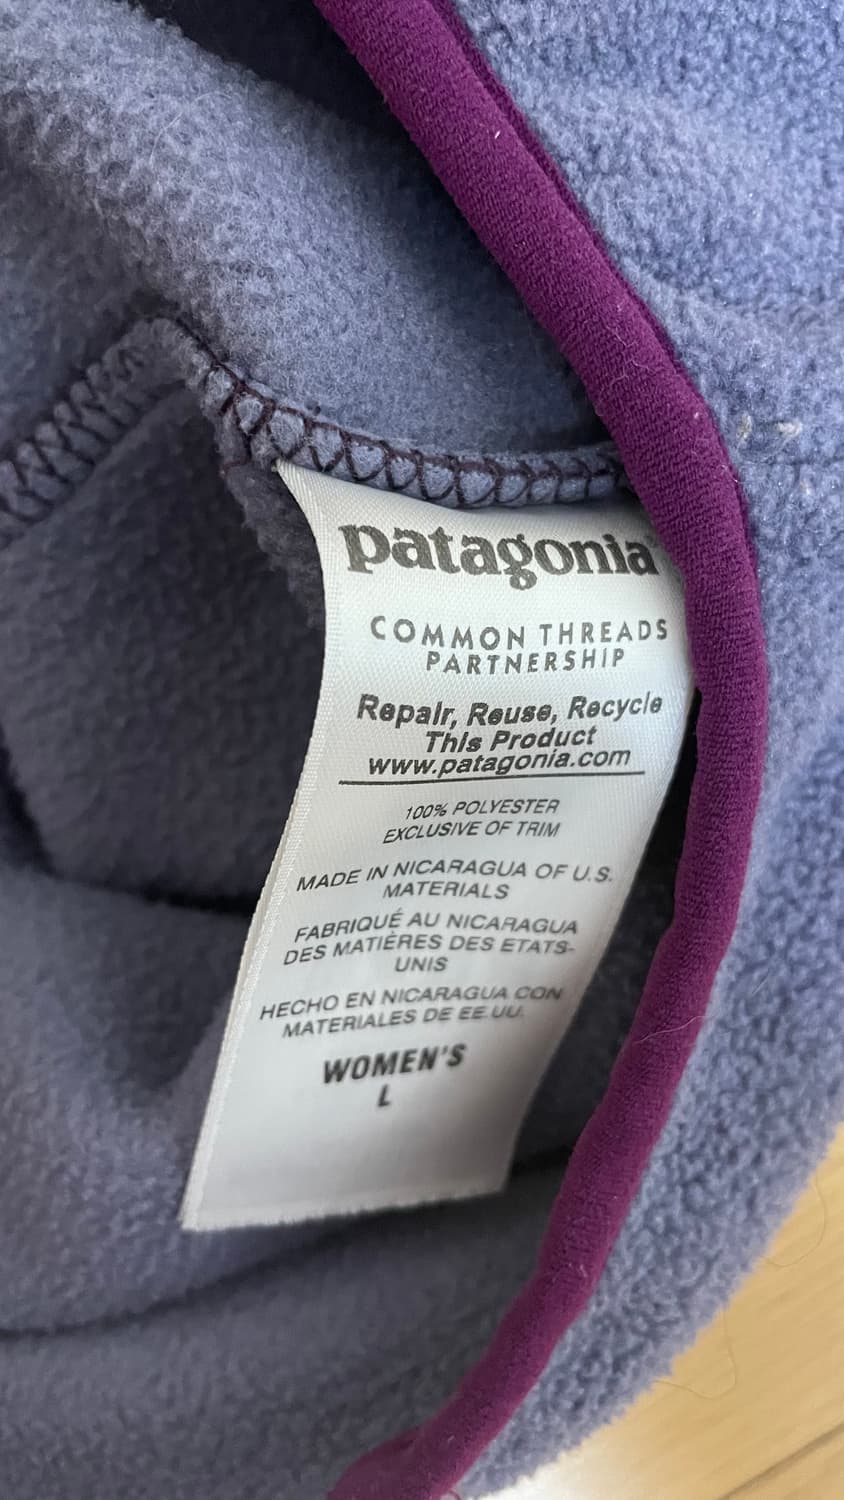 patagonia
COMMON THREADS
PARTNERSHIP
Repair, Reuse, Recycle
This Product
www.patagonia.com
100% POLYESTER
EXCLUSIVE OF TRIM
MADE IN NICARAGUA OF U.S.
MATERIALS
FABRIQUÉ AU NICARAGUA
DES MATIÈRES DES ETATS-
UNIS
HECHO EN NICARAGUA CON
MATERIALES DE EE.UU.
WOMEN'S
L